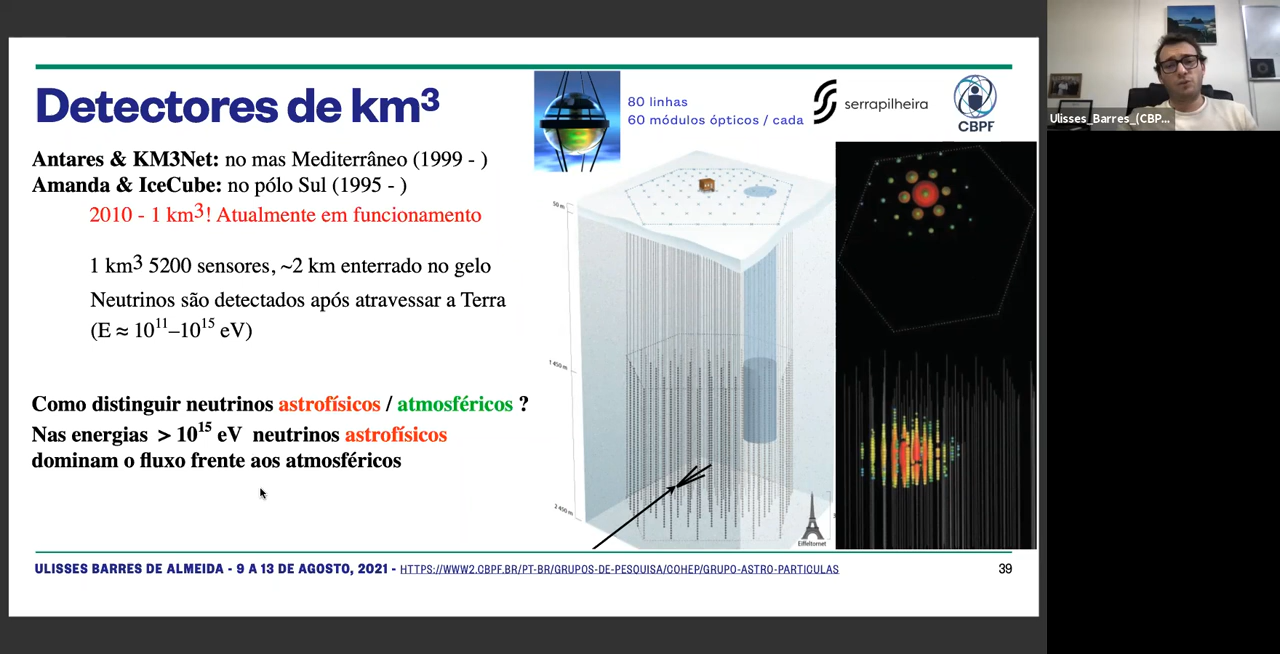 Detectores de km³
80 linhas
60 módulos ópticos / cada
serrapilheira
CBPF
Ulisses_Barres_(CBP...
Antares & KM3Net: no mas Mediterrâneo (1999 - )
Amanda & IceCube: no pólo Sul (1995 - )
2010 - 1 km³! Atualmente em funcionamento
1 km³ 5200 sensores, ~2 km enterrado no gelo
Neutrinos são detectados após atravessar a Terra
(E ≈ 10¹¹–10¹⁵ eV)
Como distinguir neutrinos astrofísicos / atmosféricos ?
Nas energias > 10¹⁵ eV neutrinos astrofísicos
dominam o fluxo frente aos atmosféricos
50 m
1 450 m
2 450 m
Eiffeltornet
ULISSES BARRES DE ALMEIDA - 9 A 13 DE AGOSTO, 2021 - HTTPS://WWW2.CBPF.BR/PT-BR/GRUPOS-DE-PESQUISA/COHEP/GRUPO-ASTRO-PARTICULAS
39